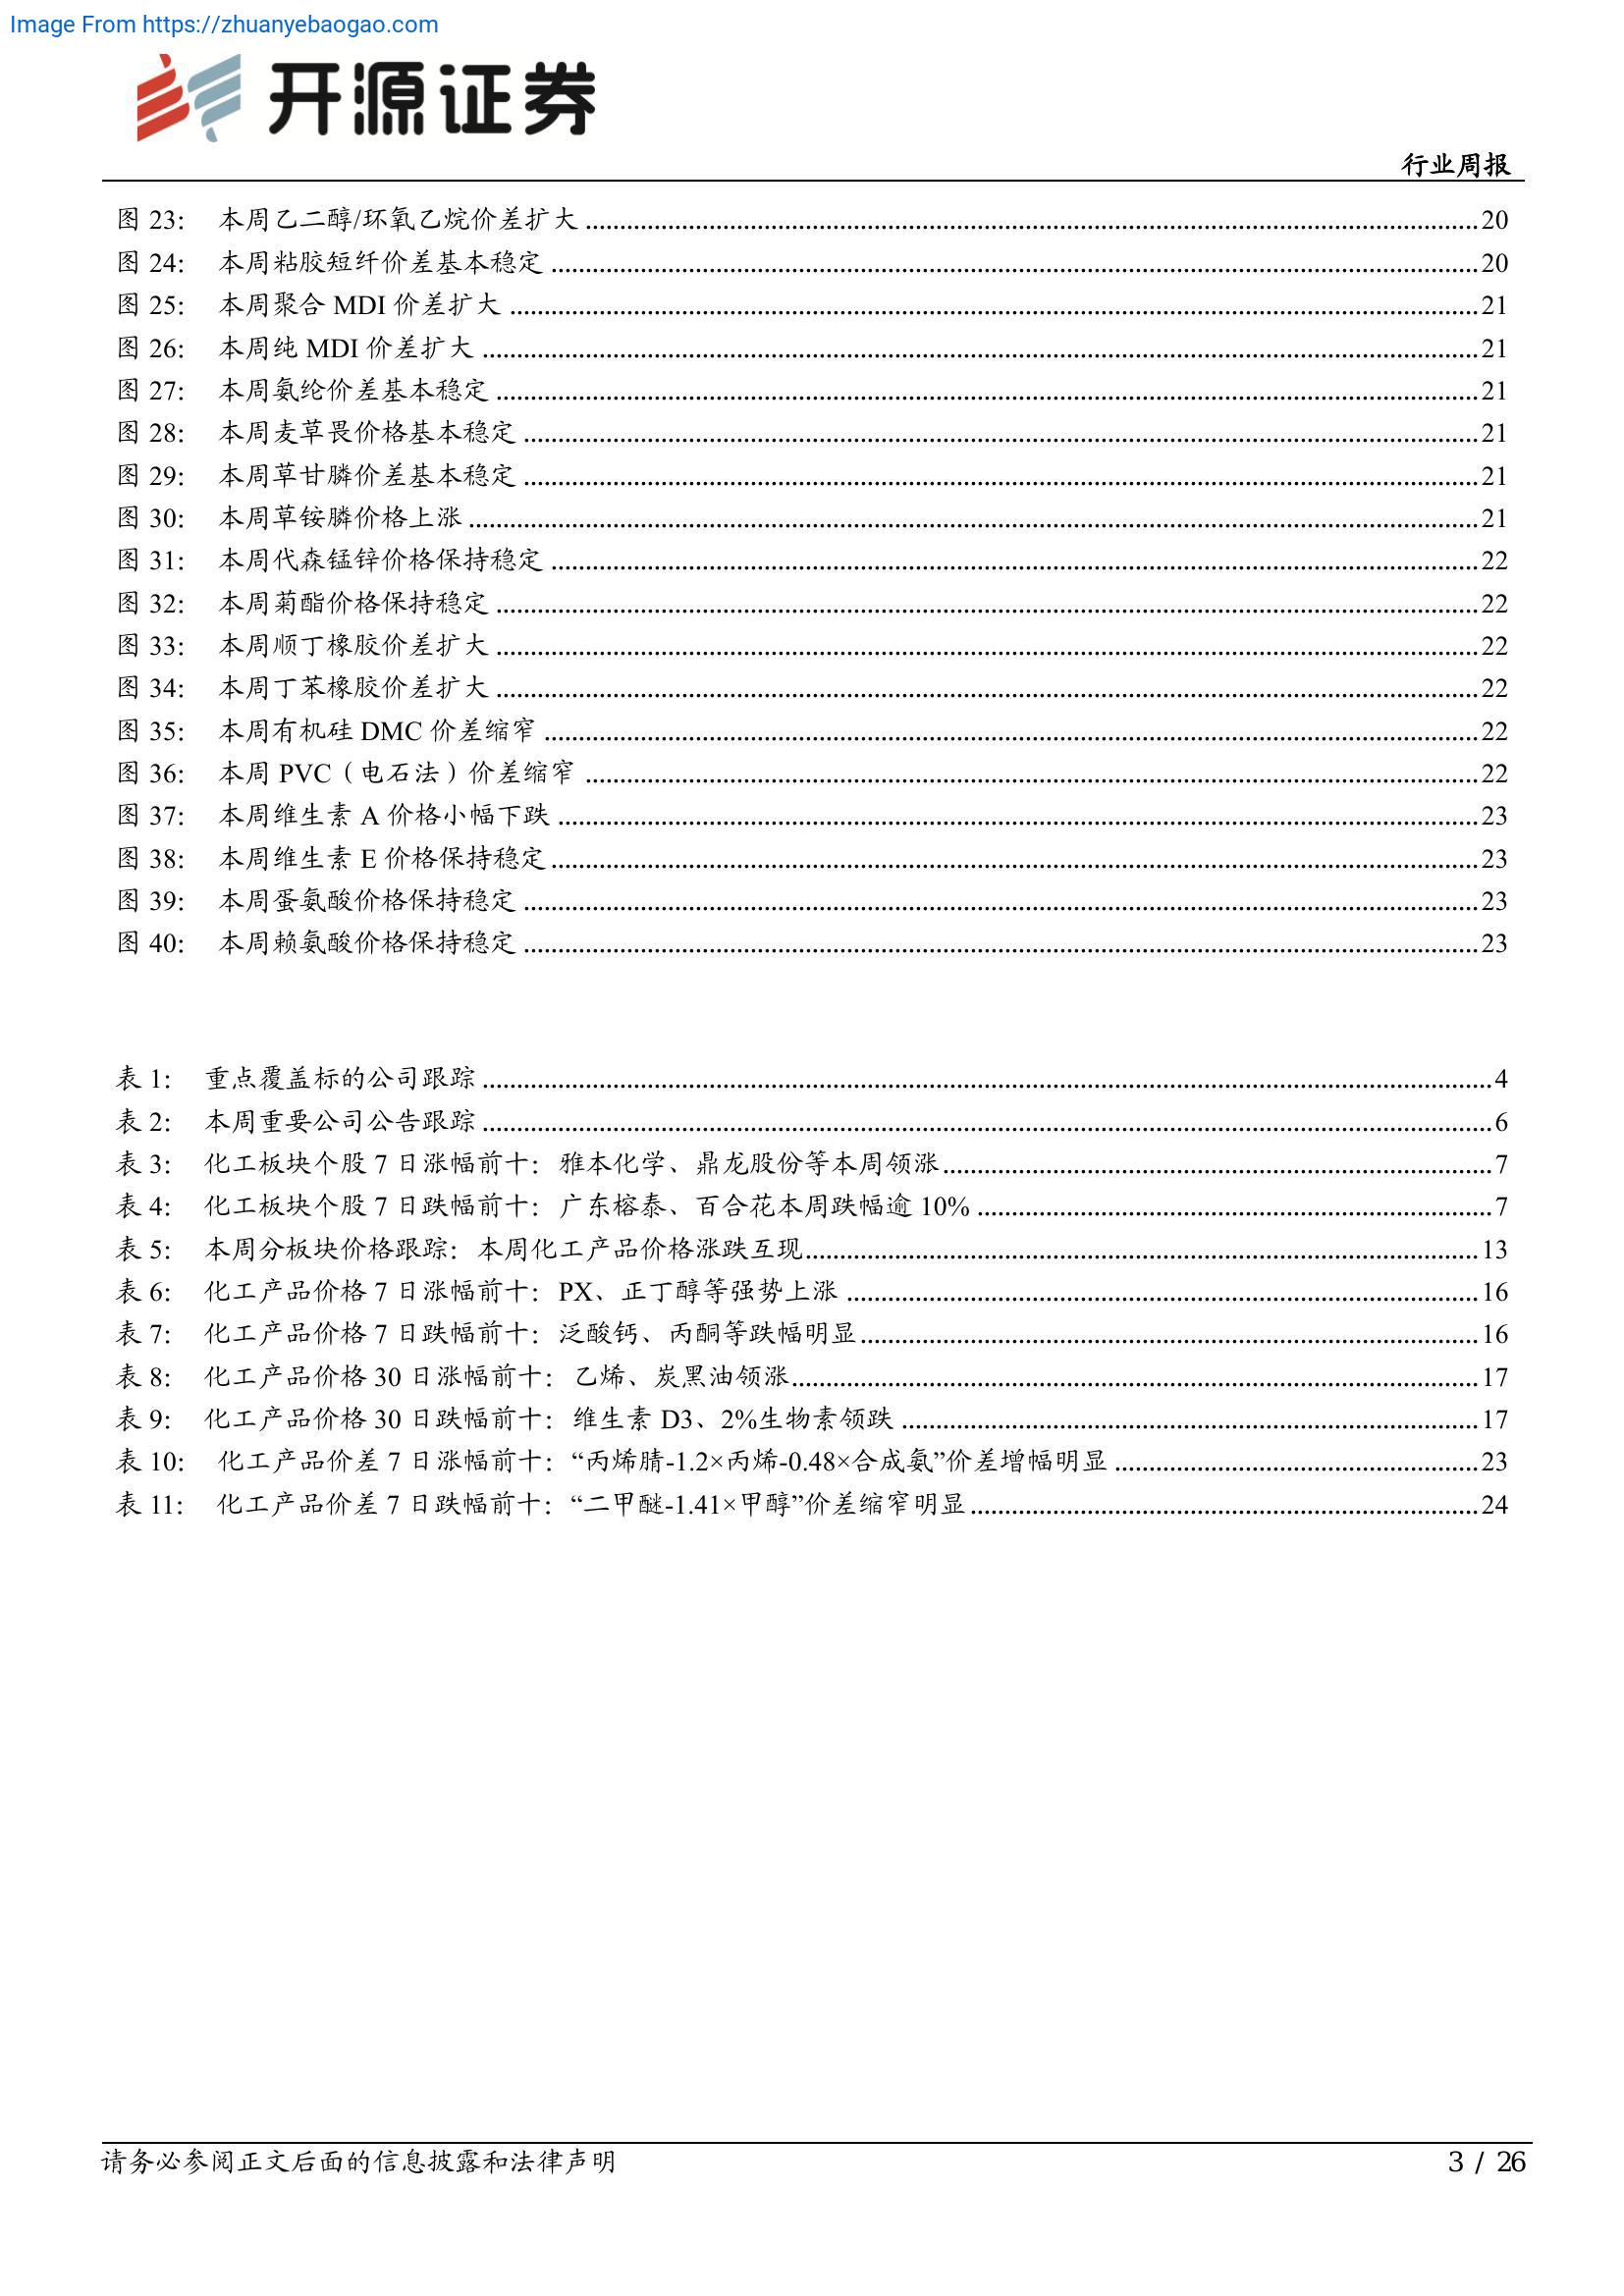 Image From https://zhuanyebaogao.com
开源证券
行业周报
图 23： 本周乙二醇/环氧乙烷价差扩大 ........ 20
图 24： 本周粘胶短纤价差基本稳定 ........ 20
图 25： 本周聚合 MDI 价差扩大 ........ 21
图 26： 本周纯 MDI 价差扩大 ........ 21
图 27： 本周氨纶价差基本稳定 ........ 21
图 28： 本周麦草畏价格基本稳定 ........ 21
图 29： 本周草甘膦价差基本稳定 ........ 21
图 30： 本周草铵膦价格上涨 ........ 21
图 31： 本周代森锰锌价格保持稳定 ........ 22
图 32： 本周菊酯价格保持稳定 ........ 22
图 33： 本周顺丁橡胶价差扩大 ........ 22
图 34： 本周丁苯橡胶价差扩大 ........ 22
图 35： 本周有机硅 DMC 价差缩窄 ........ 22
图 36： 本周 PVC（电石法）价差缩窄 ........ 22
图 37： 本周维生素 A 价格小幅下跌 ........ 23
图 38： 本周维生素 E 价格保持稳定 ........ 23
图 39： 本周蛋氨酸价格保持稳定 ........ 23
图 40： 本周赖氨酸价格保持稳定 ........ 23
表 1： 重点覆盖标的公司跟踪 ........ 4
表 2： 本周重要公司公告跟踪 ........ 6
表 3： 化工板块个股 7 日涨幅前十：雅本化学、鼎龙股份等本周领涨 ........ 7
表 4： 化工板块个股 7 日跌幅前十：广东榕泰、百合花本周跌幅逾 10% ........ 7
表 5： 本周分板块价格跟踪：本周化工产品价格涨跌互现 ........ 13
表 6： 化工产品价格 7 日涨幅前十：PX、正丁醇等强势上涨 ........ 16
表 7： 化工产品价格 7 日跌幅前十：泛酸钙、丙酮等跌幅明显 ........ 16
表 8： 化工产品价格 30 日涨幅前十：乙烯、炭黑油领涨 ........ 17
表 9： 化工产品价格 30 日跌幅前十：维生素 D3、2%生物素领跌 ........ 17
表 10： 化工产品价差 7 日涨幅前十：“丙烯腈-1.2×丙烯-0.48×合成氨”价差增幅明显 ........ 23
表 11： 化工产品价差 7 日跌幅前十：“二甲醚-1.41×甲醇”价差缩窄明显 ........ 24
请务必参阅正文后面的信息披露和法律声明
3 / 26